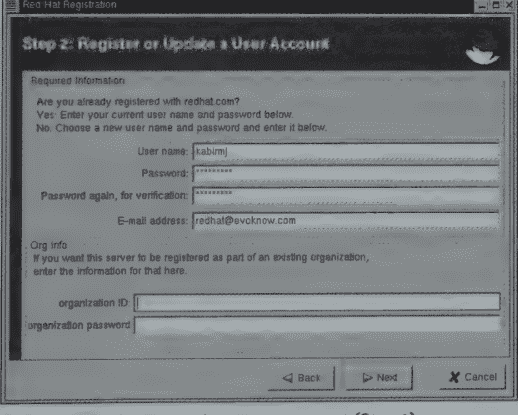 Red Hat Registration
Step 2: Register or Update a User Account
Required Information
Are you already registered with redhat.com?
Yes: Enter your current user name and password below.
No: Choose a new user name and password and enter it below.
User name: kabirmj
Password: *********
Password again, for verification: *********
E-mail address: redhat@evoknow.com
Org Info
If you want this server to be registered as part of an existing organization,
enter the information for that here.
organization ID:
organization password
Back
Next
Cancel